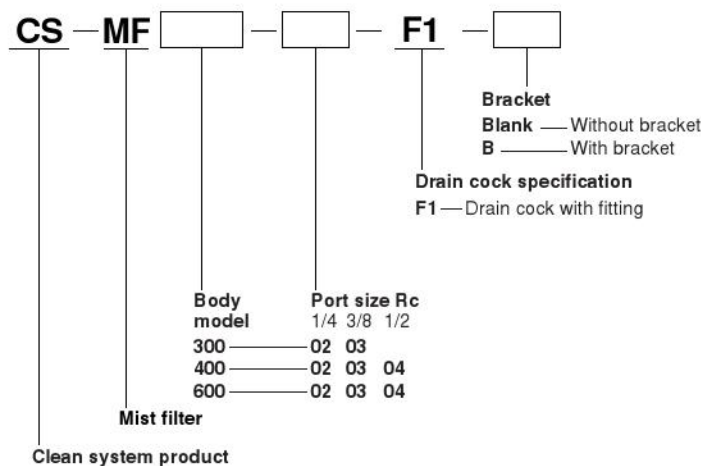 CS — MF — — F1 —
Bracket
Blank — Without bracket
B — With bracket
Drain cock specification
F1 — Drain cock with fitting
Body model
Port size Rc
1/4 3/8 1/2
300 — 02 03
400 — 02 03 04
600 — 02 03 04
Mist filter
Clean system product